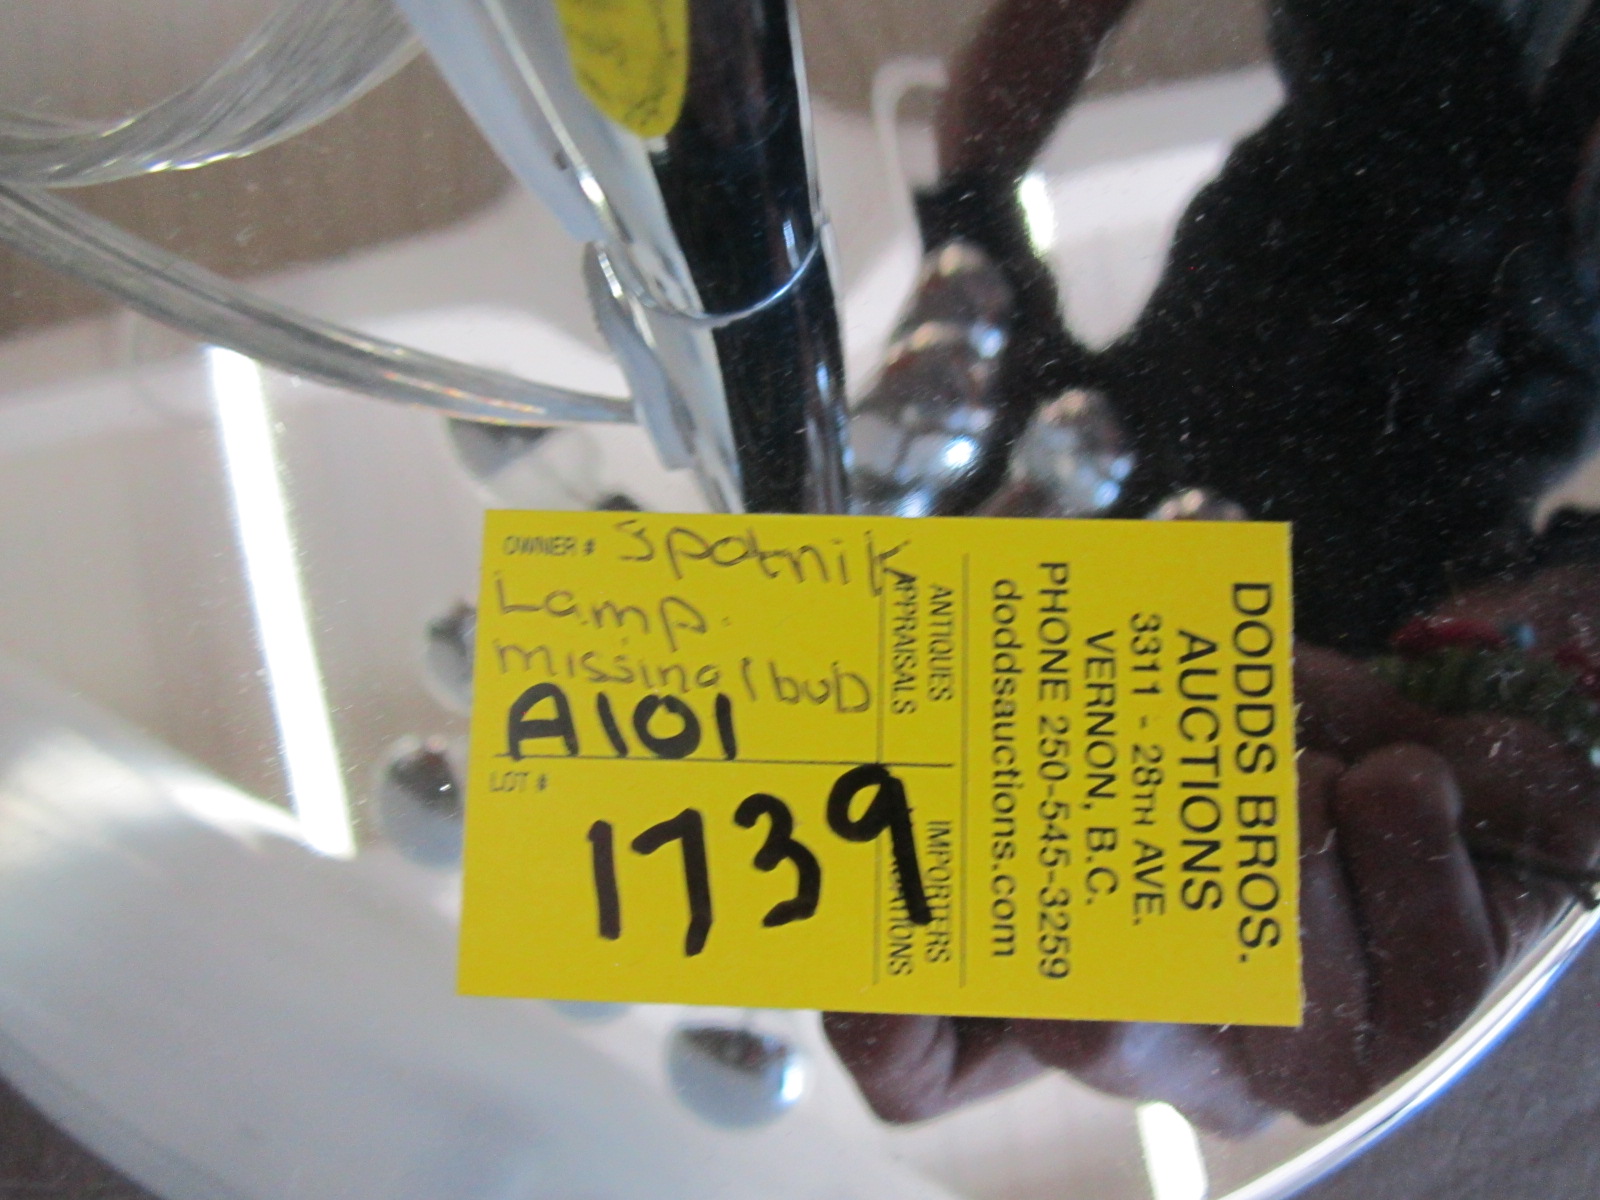 OWNER # Spotnik
Lamp.
missing 1 bub
A101
LOT #
1739
ANTIQUES
APPRAISALS
IMPORTERS
DODDS BROS.
AUCTIONS
3311 - 28TH AVE.
VERNON, B.C.
PHONE 250-545-3259
doddsauctions.com